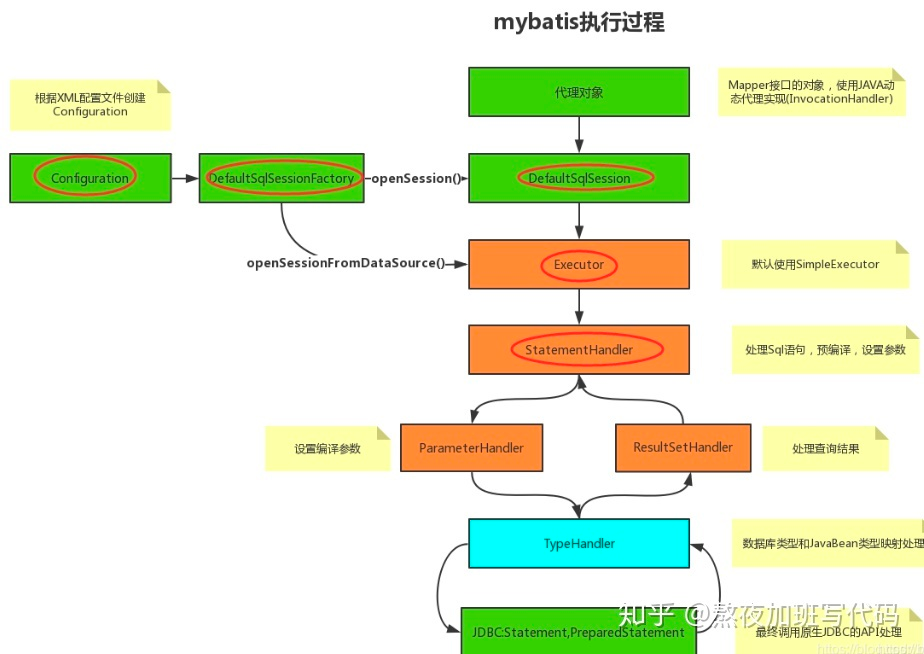 mybatis执行过程
根据XML配置文件创建
Configuration
代理对象
Mapper接口的对象，使用JAVA动
态代理实现(InvocationHandler)
Configuration
DefaultSqlSessionFactory
openSession()
DefaultSqlSession
openSessionFromDataSource()
Executor
默认使用SimpleExecutor
StatementHandler
处理Sql语句，预编译，设置参数
设置编译参数
ParameterHandler
ResultSetHandler
处理查询结果
TypeHandler
数据库类型和JavaBean类型映射处理
知乎 @熬夜加班写代码
JDBC:Statement,PreparedStatement
最终调用原生JDBC的API处理